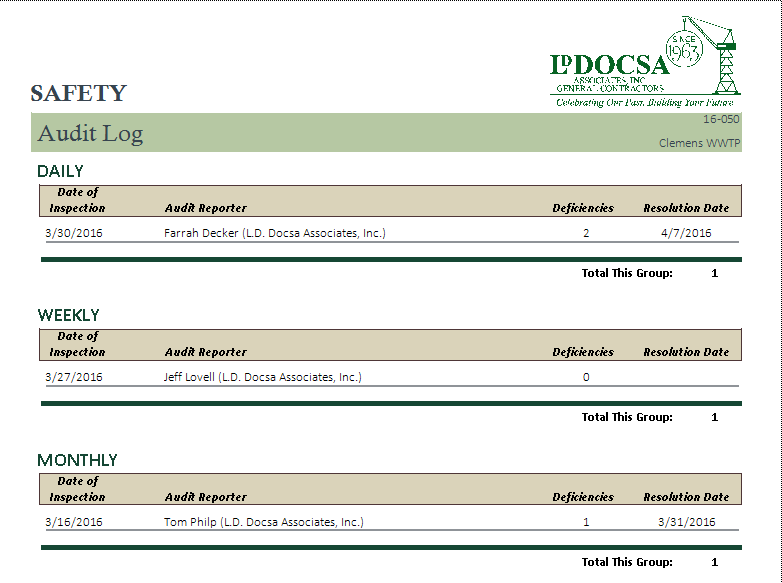 SINCE
1963
LDDOCSA
ASSOCIATES, INC.
GENERAL CONTRACTORS
Celebrating Our Past, Building Your Future
SAFETY
16-050
Audit Log
Clemens WWTP
DAILY
Date of
Inspection Audit Reporter Deficiencies Resolution Date
3/30/2016 Farrah Decker (L.D. Docsa Associates, Inc.) 2 4/7/2016
Total This Group: 1
WEEKLY
Date of
Inspection Audit Reporter Deficiencies Resolution Date
3/27/2016 Jeff Lovell (L.D. Docsa Associates, Inc.) 0
Total This Group: 1
MONTHLY
Date of
Inspection Audit Reporter Deficiencies Resolution Date
3/16/2016 Tom Philp (L.D. Docsa Associates, Inc.) 1 3/31/2016
Total This Group: 1